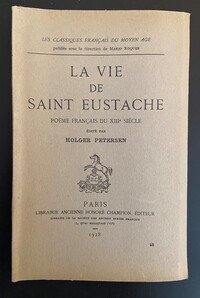 LES CLASSIQUES FRANÇAIS DU MOYEN AGE
publiés sous la direction de MARIO ROQUES
LA VIE
DE
SAINT EUSTACHE
POÈME FRANÇAIS DU XIIIᵉ SIÈCLE
ÉDITÉ PAR
HOLGER PETERSEN
PARIS
LIBRAIRIE ANCIENNE HONORÉ CHAMPION, ÉDITEUR
1928